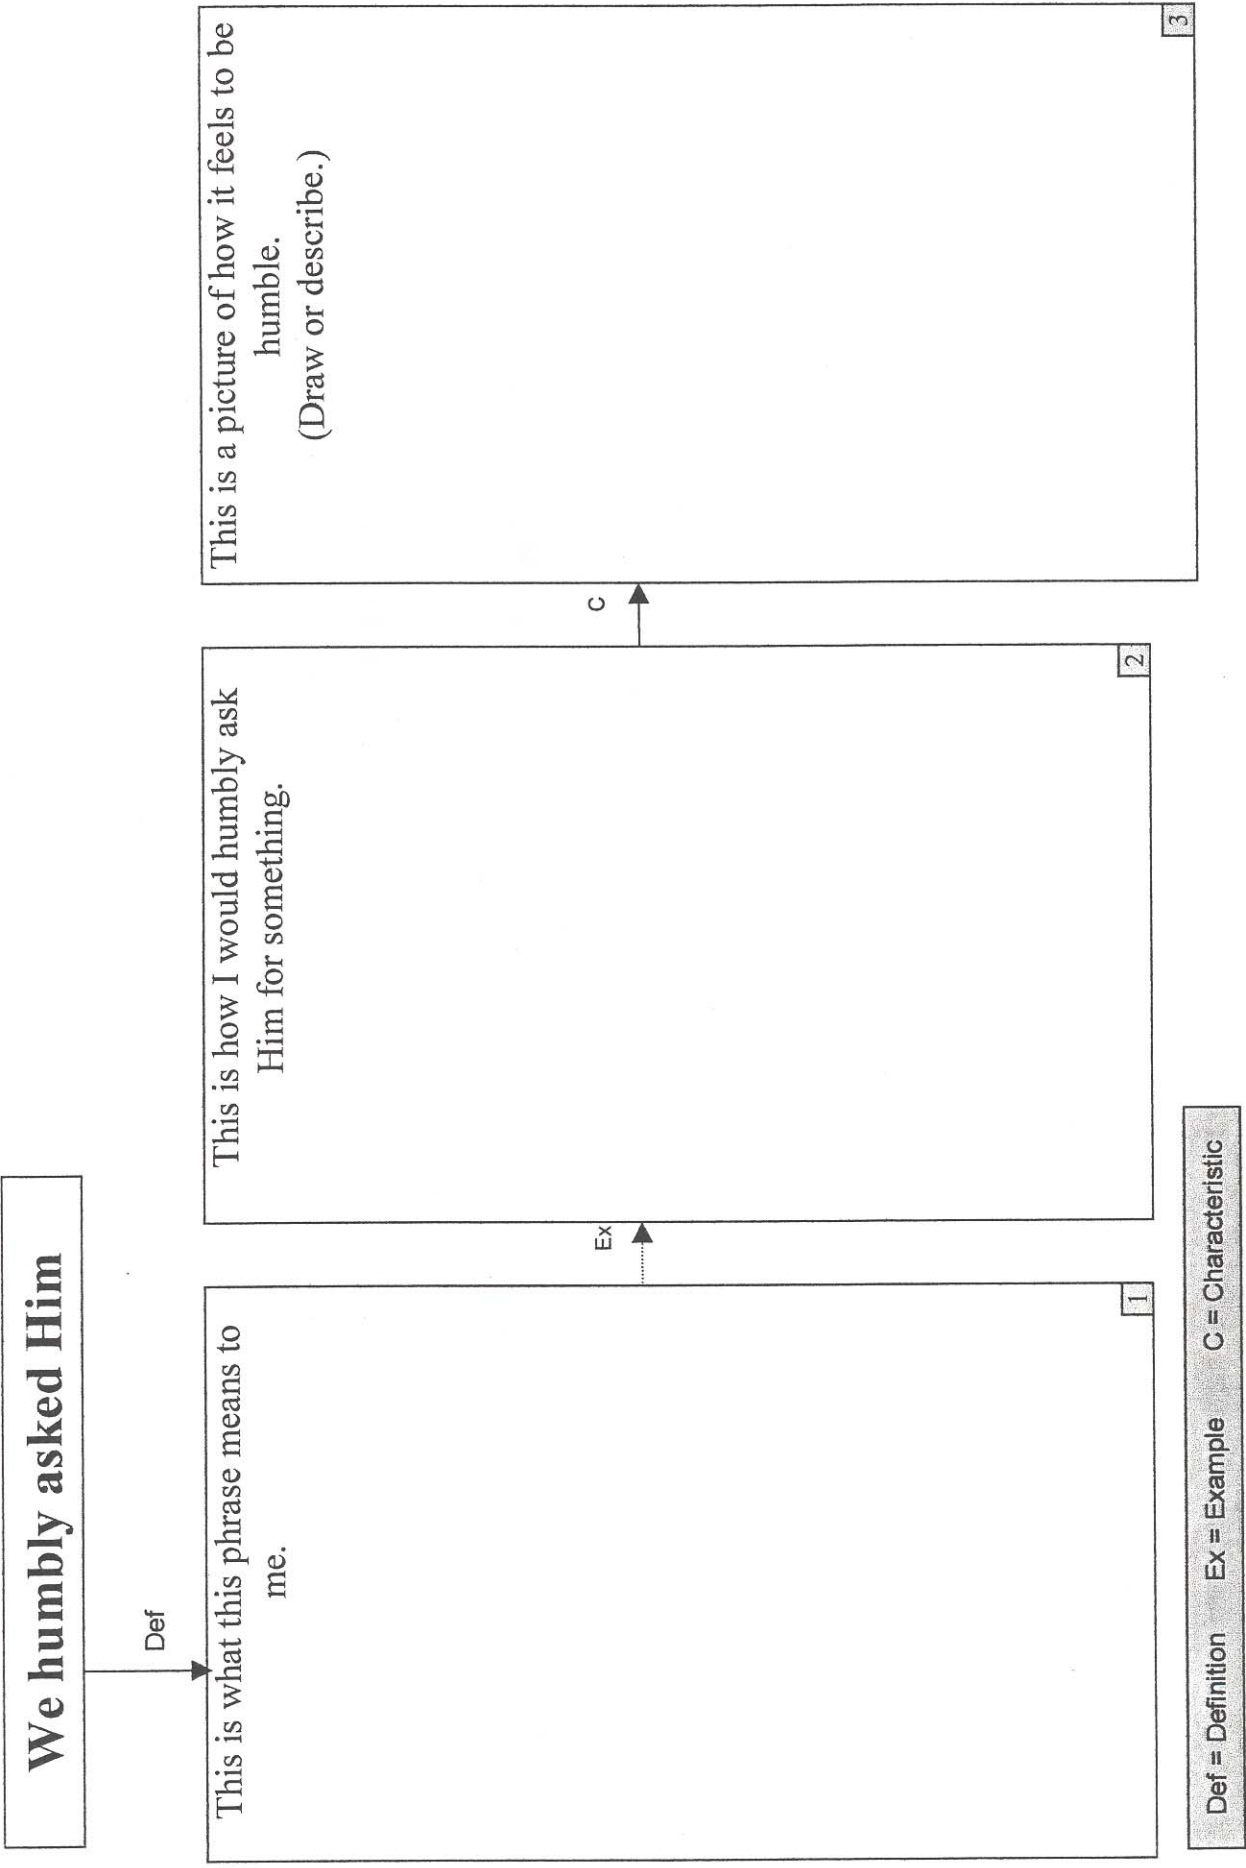 We humbly asked Him
Def
This is what this phrase means to
me.
1
Ex
This is how I would humbly ask
Him for something.
2
C
This is a picture of how it feels to be
humble.
(Draw or describe.)
3
Def = Definition Ex = Example C = Characteristic